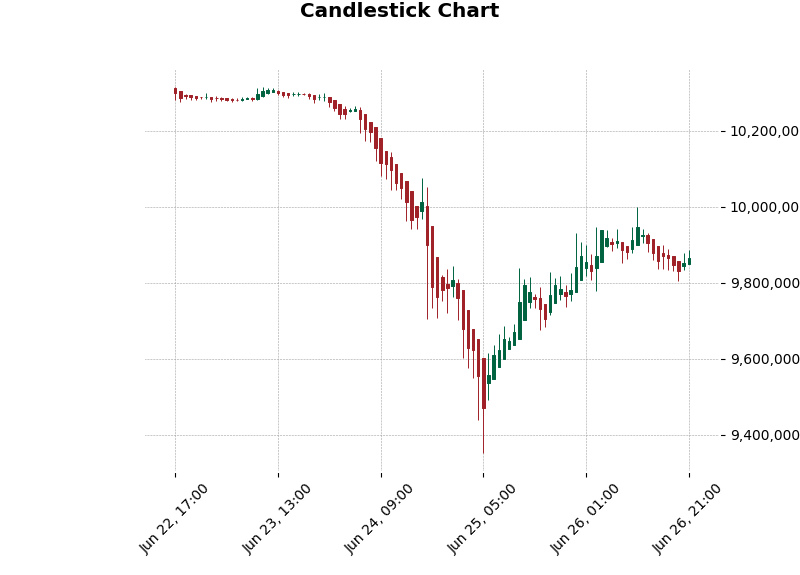 Candlestick Chart
10,200,00
10,000,00
9,800,000
9,600,000
9,400,000
Jun 22, 17:00
Jun 23, 13:00
Jun 24, 09:00
Jun 25, 05:00
Jun 26, 01:00
Jun 26, 21:00